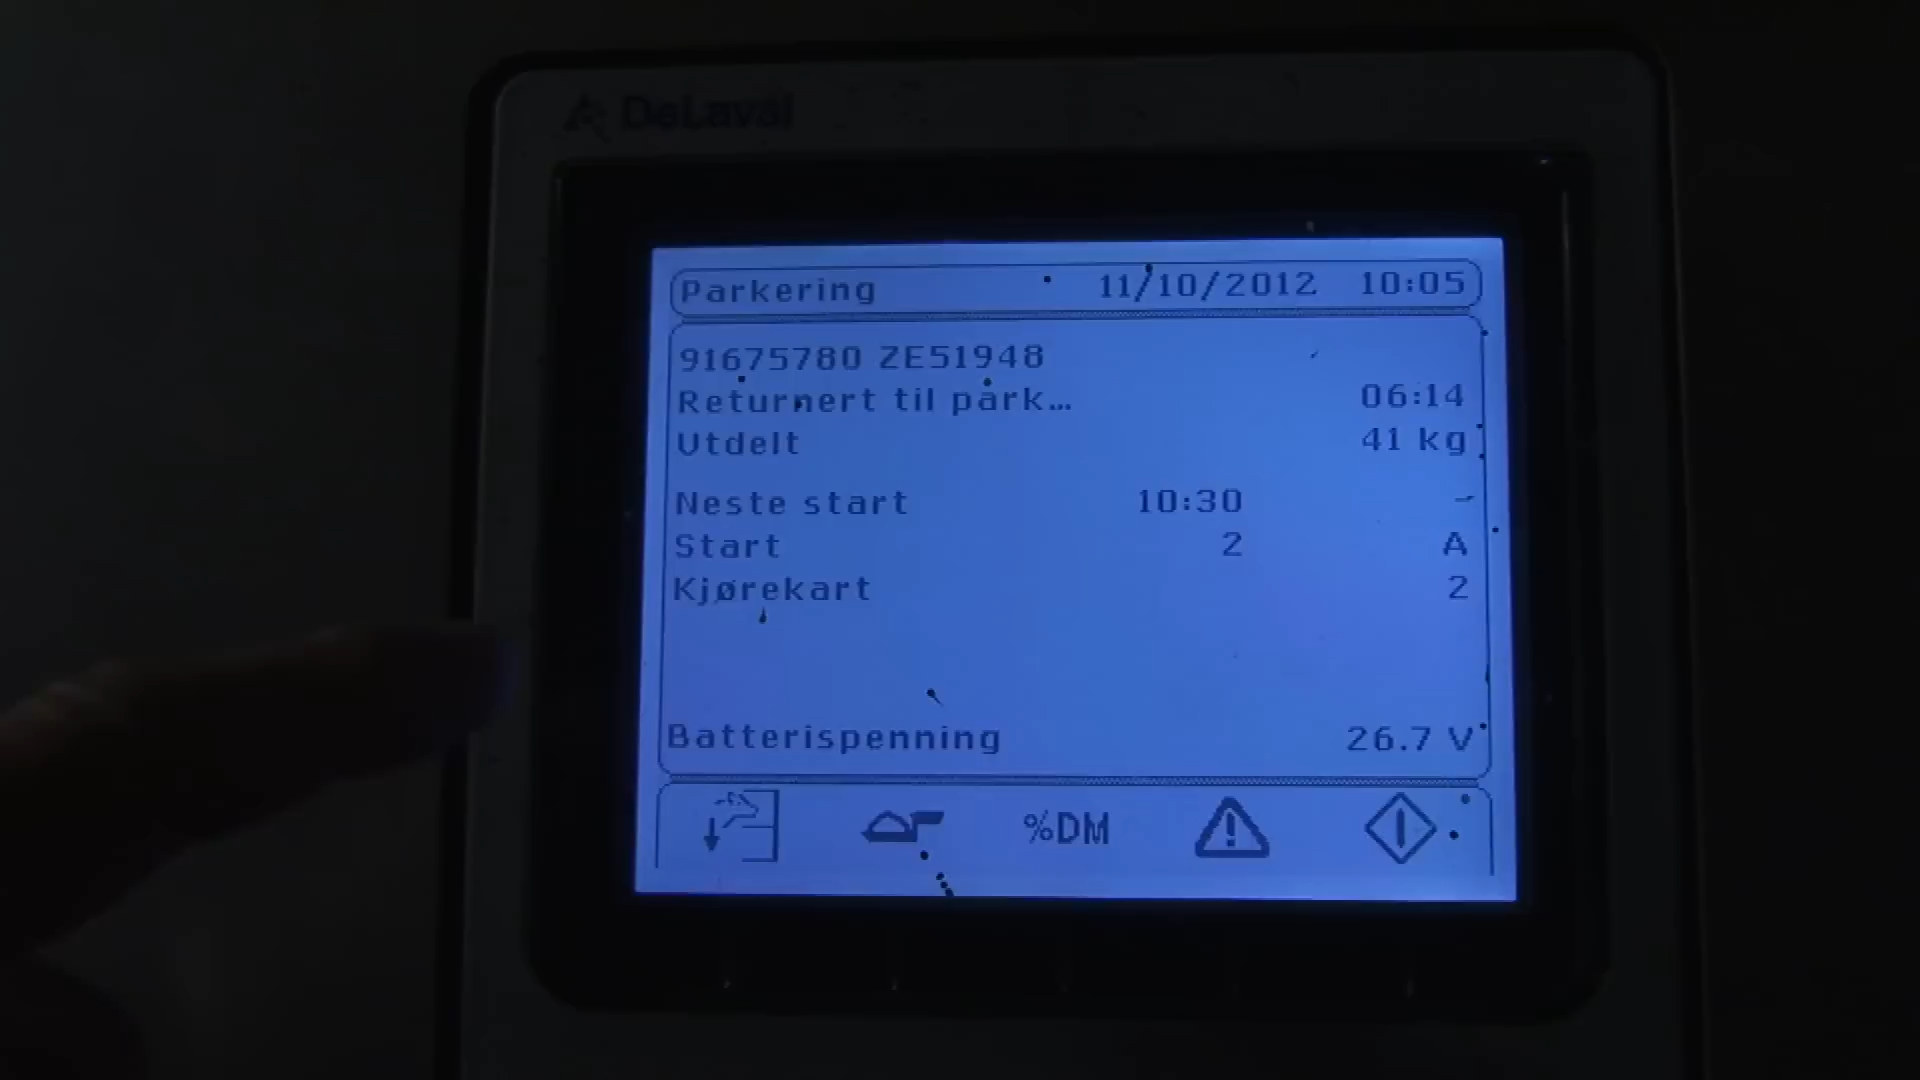 DeLaval
Parkering 11/10/2012 10:05
91675780 ZE51948
Returnert til park... 06:14
Utdelt 41 kg
Neste start 10:30 -
Start 2 A
Kjørekart 2
Batterispenning 26.7 V
%DM